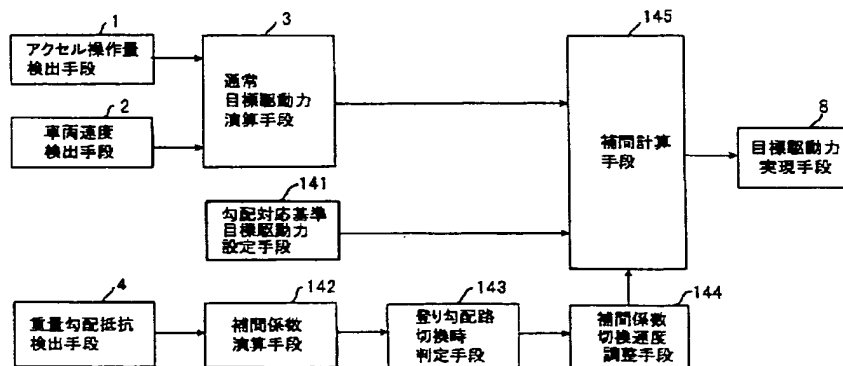 1
アクセル操作量
検出手段
2
車両速度
検出手段
3
通常
目標駆動力
演算手段
141
勾配対応基準
目標駆動力
設定手段
4
重量勾配抵抗
検出手段
142
補間係数
演算手段
143
登り勾配路
切換時
判定手段
144
補間係数
切換速度
調整手段
145
補間計算
手段
8
目標駆動力
実現手段